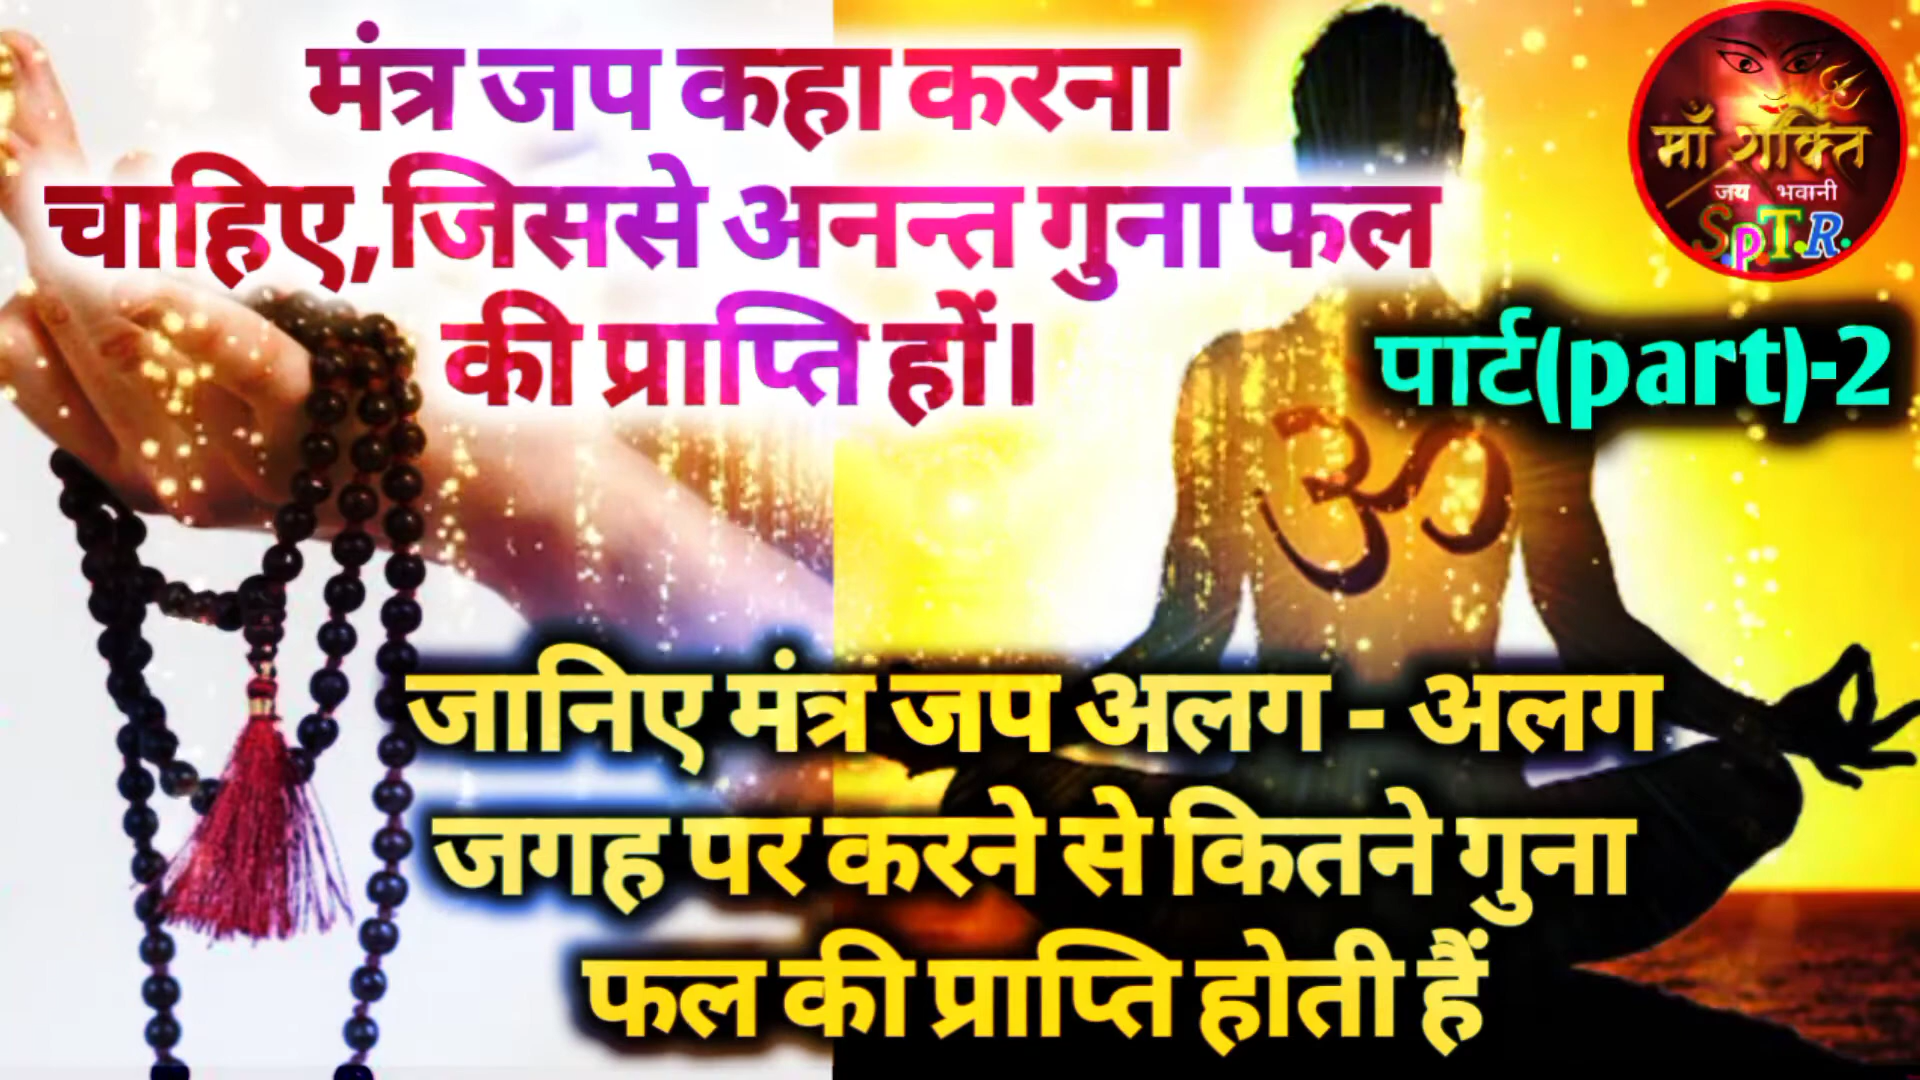 मंत्र जप कहा करना
चाहिए,जिससे अनन्त गुना फल
की प्राप्ति हों।
माँ शक्ति
जय भवानी
S.p.T.R.
पार्ट(part)-2
जानिए मंत्र जप अलग - अलग
जगह पर करने से कितने गुना
फल की प्राप्ति होती हैं